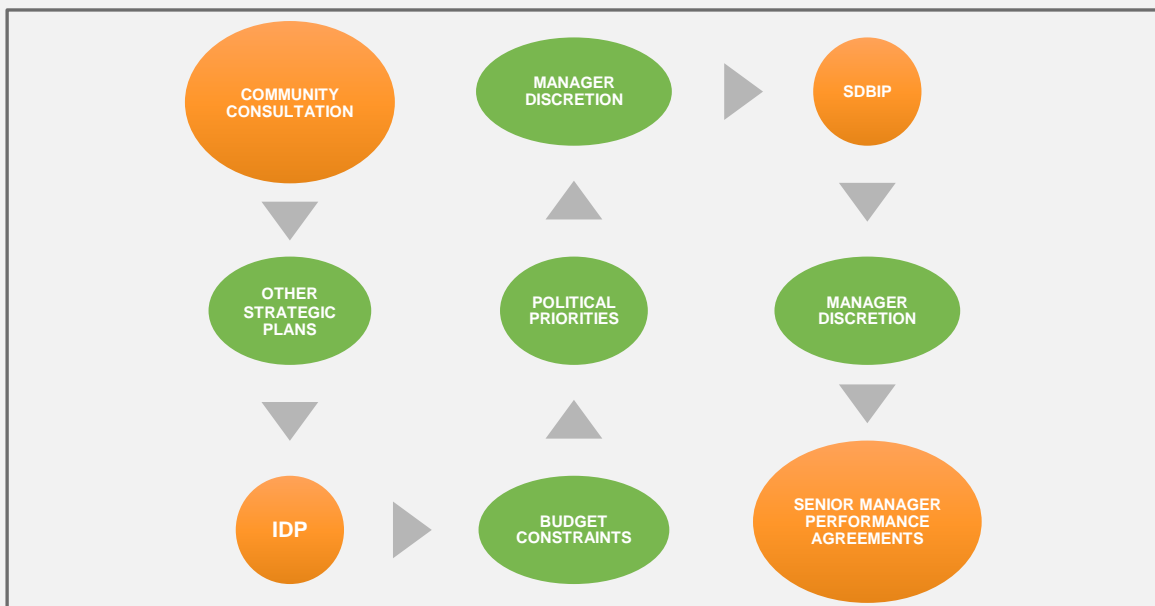 COMMUNITY
CONSULTATION
OTHER
STRATEGIC
PLANS
IDP
BUDGET
CONSTRAINTS
POLITICAL
PRIORITIES
MANAGER
DISCRETION
SDBIP
MANAGER
DISCRETION
SENIOR MANAGER
PERFORMANCE
AGREEMENTS